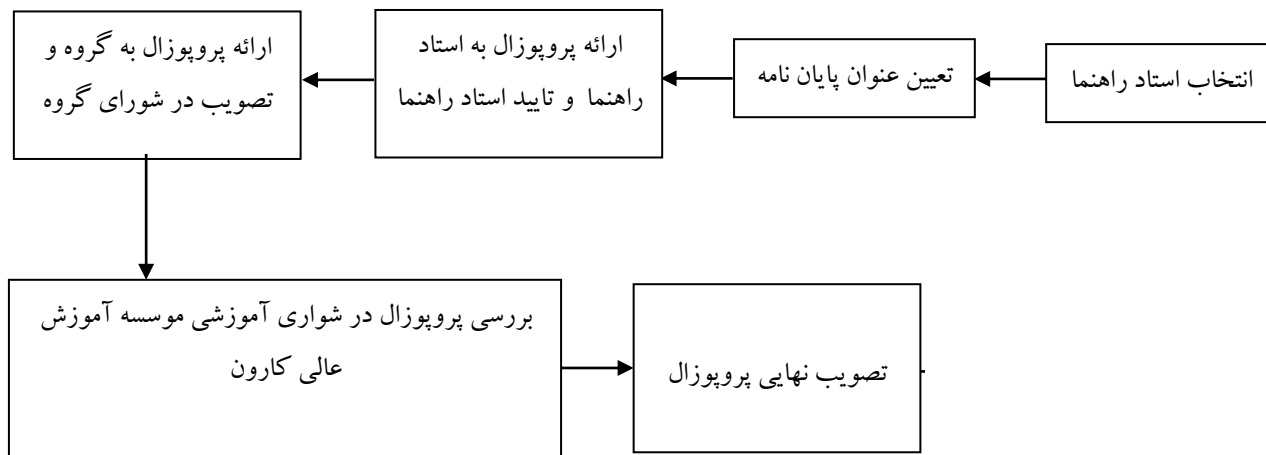 انتخاب استاد راهنما
تعیین عنوان پایان نامه
ارائه پروپوزال به استاد
راهنما و تایید استاد راهنما
ارائه پروپوزال به گروه و
تصویب در شورای گروه
بررسی پروپوزال در شواری آموزشی موسسه آموزش
عالی کارون
تصویب نهایی پروپوزال